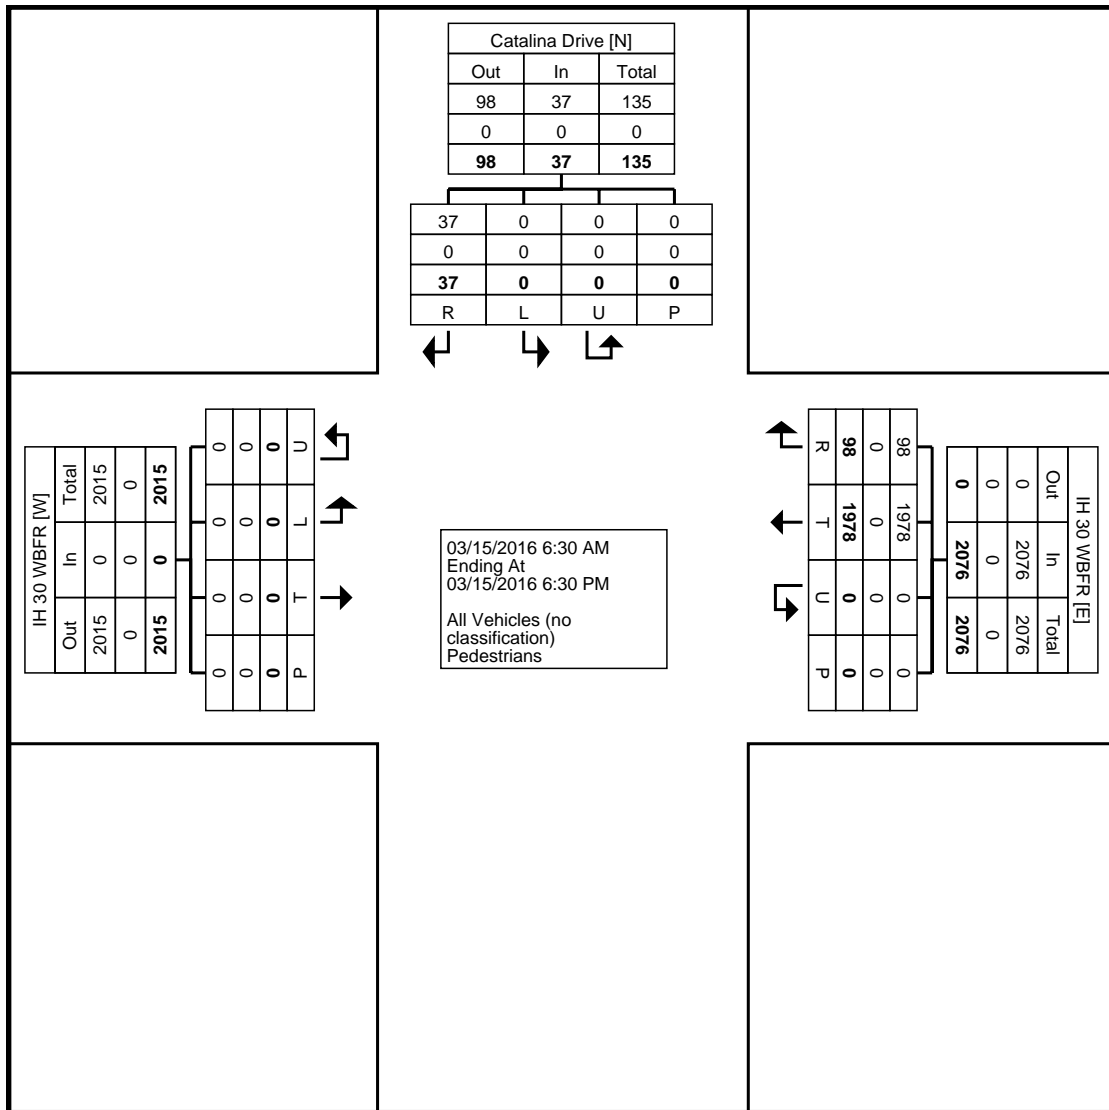 Catalina Drive [N]
Out In Total
98 37 135
0 0 0
98 37 135
37 0 0 0
0 0 0 0
37 0 0 0
R L U P
IH 30 WBFR [W]
Total In Out
2015 0 2015
0 0 0
2015 0 2015
0 0 0 0
0 0 0 0
0 0 0 0
U L T P
03/15/2016 6:30 AM
Ending At
03/15/2016 6:30 PM
All Vehicles (no
classification)
Pedestrians
IH 30 WBFR [E]
Out In Total
0 2076 2076
0 0 0
0 2076 2076
98 1978 0 0
0 0 0 0
98 1978 0 0
R T U P